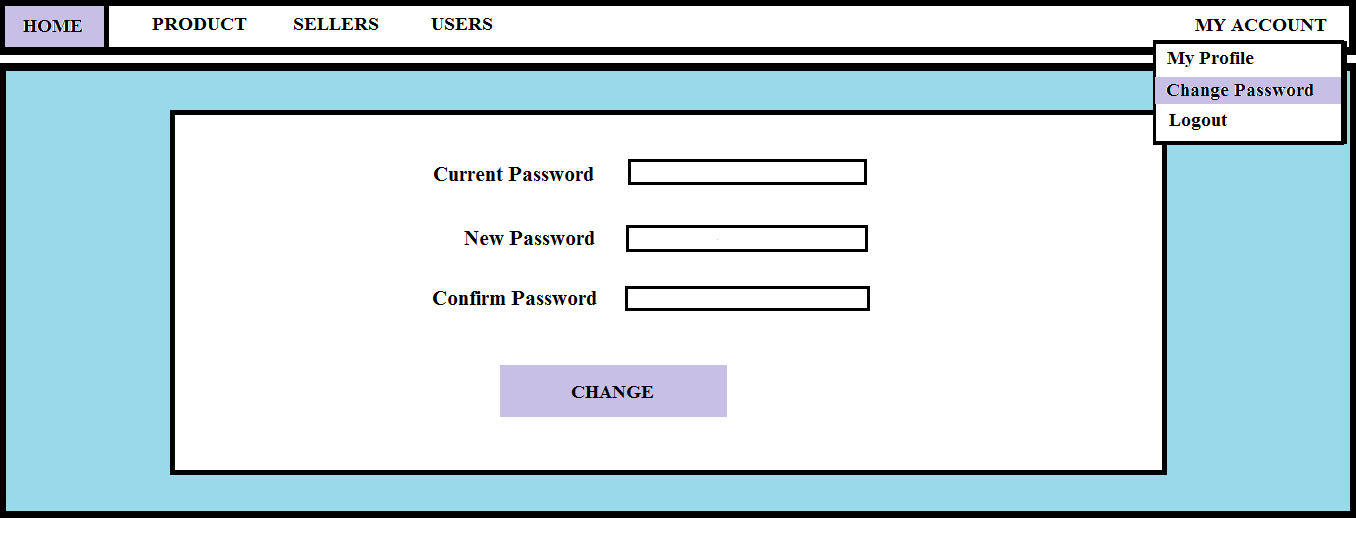 HOME PRODUCT SELLERS USERS MY ACCOUNT
My Profile
Change Password
Logout
Current Password
New Password
Confirm Password
CHANGE